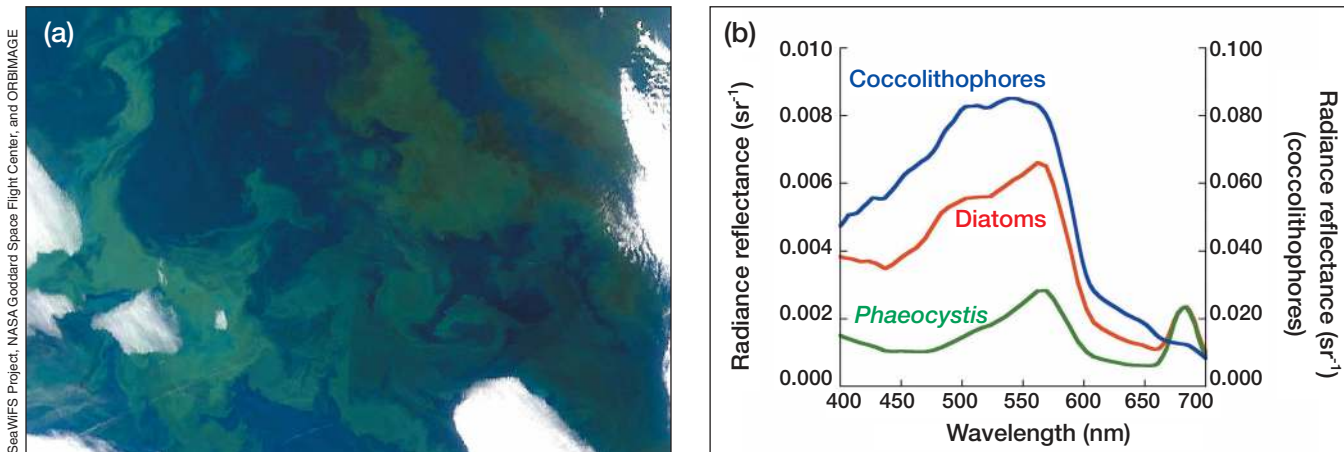 SeaWiFS Project, NASA Goddard Space Flight Center, and ORBIMAGE
(a)
(b)
Radiance reflectance (sr-1)
0.010
0.008
0.006
0.004
0.002
0.000
Coccolithophores
Diatoms
Phaeocystis
0.100
0.080
0.060
0.040
0.020
0.000
Radiance reflectance (sr-1)
(coccolithophores)
400 450 500 550 600 650 700
Wavelength (nm)